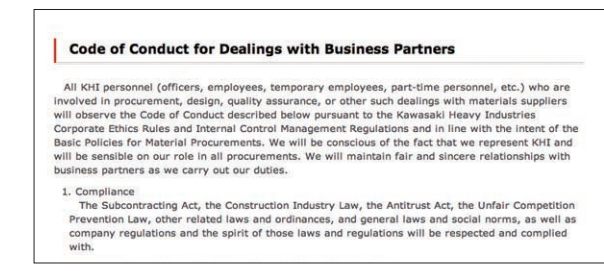 Code of Conduct for Dealings with Business Partners
All KHI personnel (officers, employees, temporary employees, part-time personnel, etc.) who are
involved in procurement, design, quality assurance, or other such dealings with materials suppliers
will observe the Code of Conduct described below pursuant to the Kawasaki Heavy Industries
Corporate Ethics Rules and Internal Control Management Regulations and in line with the intent of the
Basic Policies for Material Procurements. We will be conscious of the fact that we represent KHI and
will be sensible on our role in all procurements. We will maintain fair and sincere relationships with
business partners as we carry out our duties.
1. Compliance
The Subcontracting Act, the Construction Industry Law, the Antitrust Act, the Unfair Competition
Prevention Law, other related laws and ordinances, and general laws and social norms, as well as
company regulations and the spirit of those laws and regulations will be respected and complied
with.